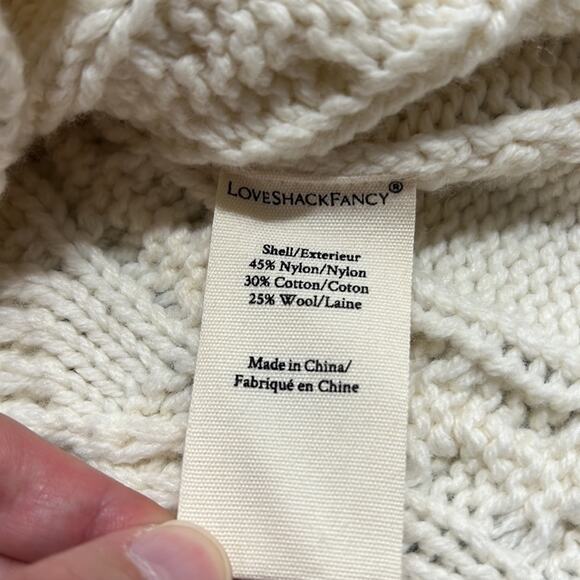 LOVESHACKFANCY®
Shell/Exterieur
45% Nylon/Nylon
30% Cotton/Coton
25% Wool/Laine
Made in China/
Fabriqué en Chine